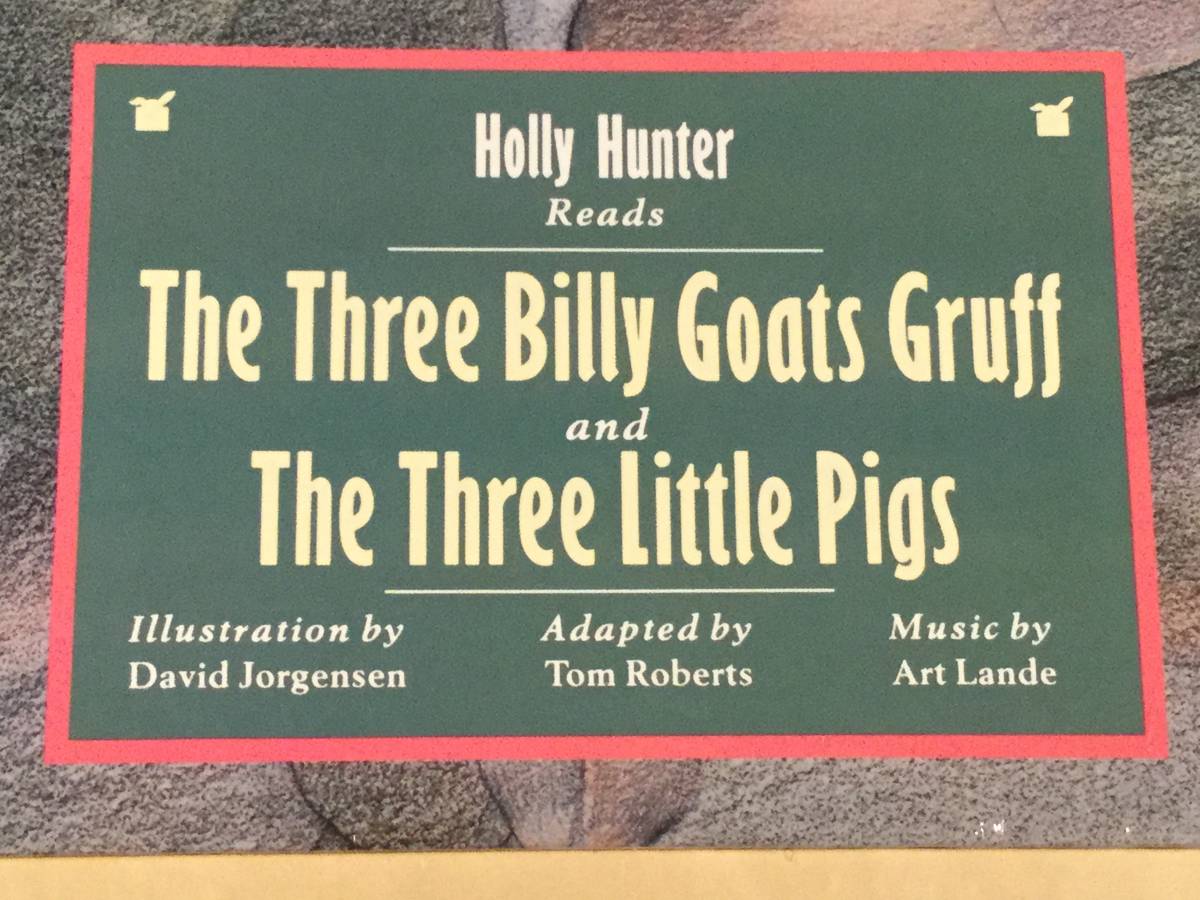 Holly Hunter
Reads
The Three Billy Goats Gruff
and
The Three Little Pigs
Illustration by Adapted by Music by
David Jorgensen Tom Roberts Art Lande